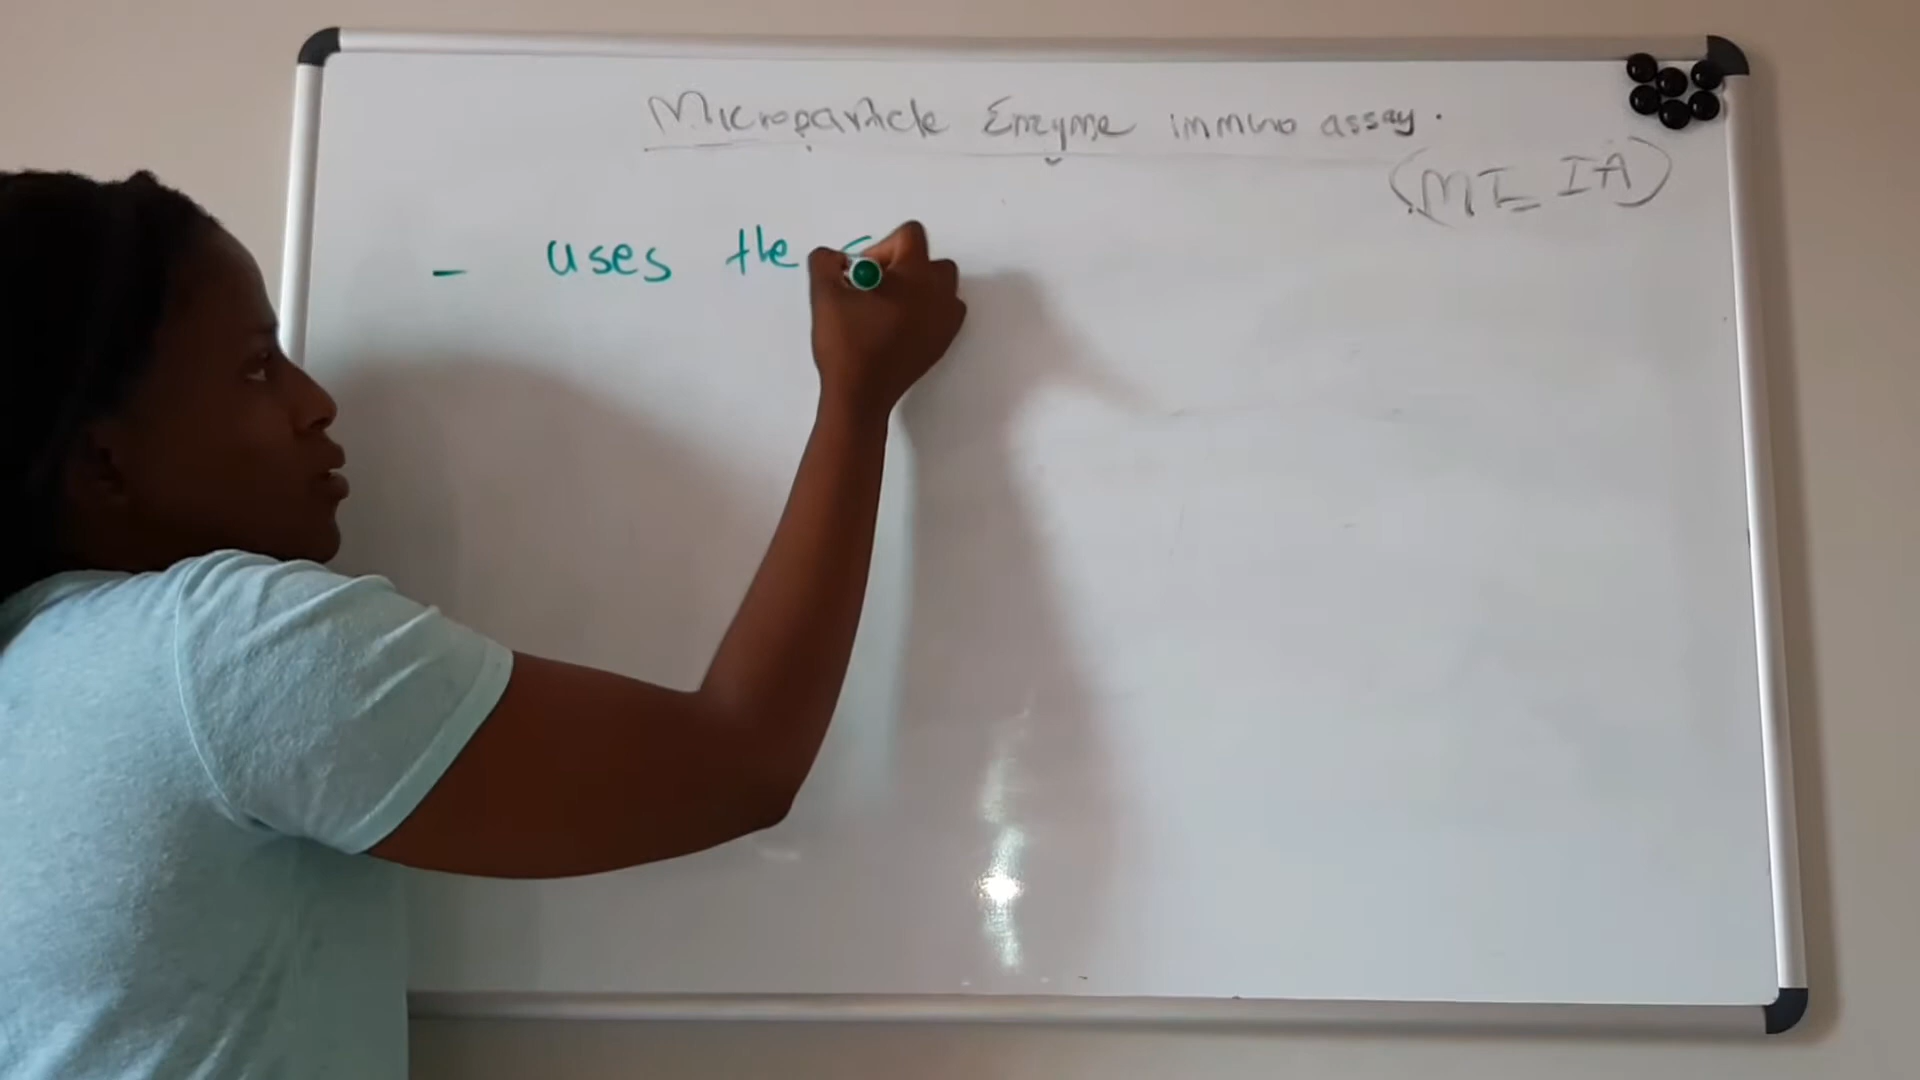 Microparticle Enzyme immuno assay.
(MEIA)
- uses the